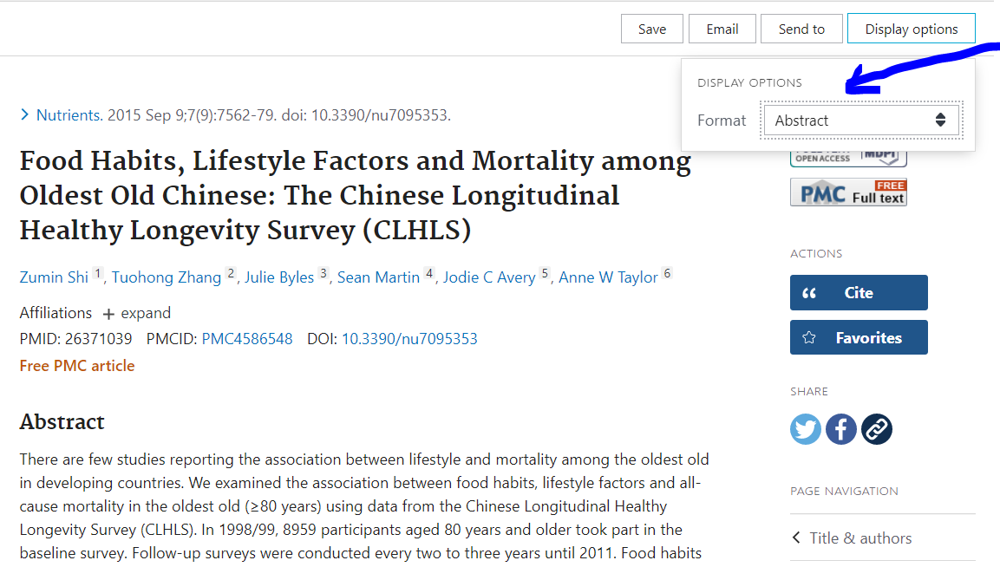 Save Email Send to Display options
DISPLAY OPTIONS
Format Abstract
Nutrients. 2015 Sep 9;7(9):7562-79. doi: 10.3390/nu7095353.
Food Habits, Lifestyle Factors and Mortality among
Oldest Old Chinese: The Chinese Longitudinal
Healthy Longevity Survey (CLHLS)
Zumin Shi 1, Tuohong Zhang 2, Julie Byles 3, Sean Martin 4, Jodie C Avery 5, Anne W Taylor 6
Affiliations + expand
PMID: 26371039 PMCID: PMC4586548 DOI: 10.3390/nu7095353
Free PMC article
Abstract
There are few studies reporting the association between lifestyle and mortality among the oldest old
in developing countries. We examined the association between food habits, lifestyle factors and all-
cause mortality in the oldest old (≥80 years) using data from the Chinese Longitudinal Healthy
Longevity Survey (CLHLS). In 1998/99, 8959 participants aged 80 years and older took part in the
baseline survey. Follow-up surveys were conducted every two to three years until 2011. Food habits
OPEN ACCESS MDPI
PMC FREE
Full text
ACTIONS
Cite
Favorites
SHARE
PAGE NAVIGATION
Title & authors